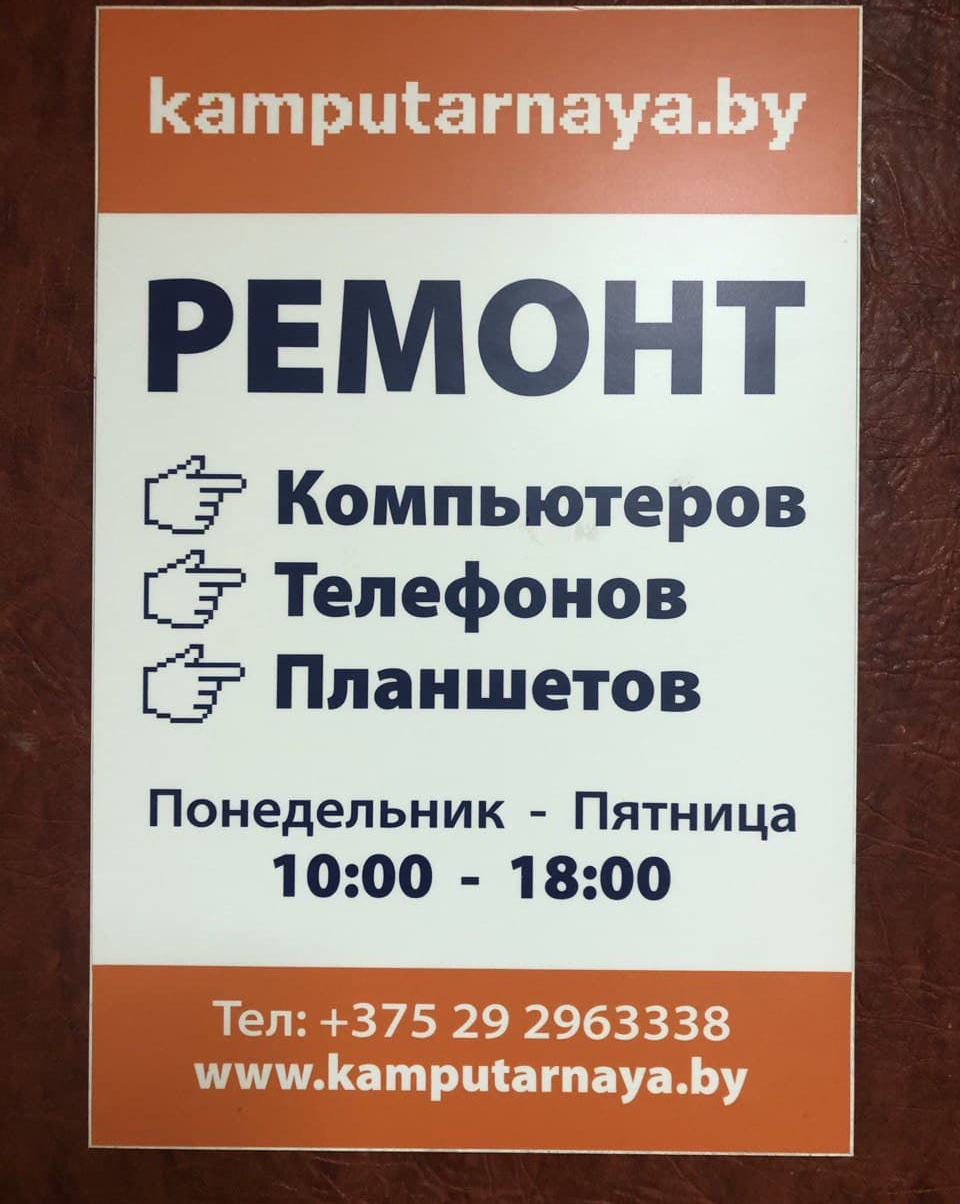 kamputarnaya.by
РЕМОНТ
Компьютеров
Телефонов
Планшетов
Понедельник - Пятница
10:00 - 18:00
Тел: +375 29 2963338
www.kamputarnaya.by